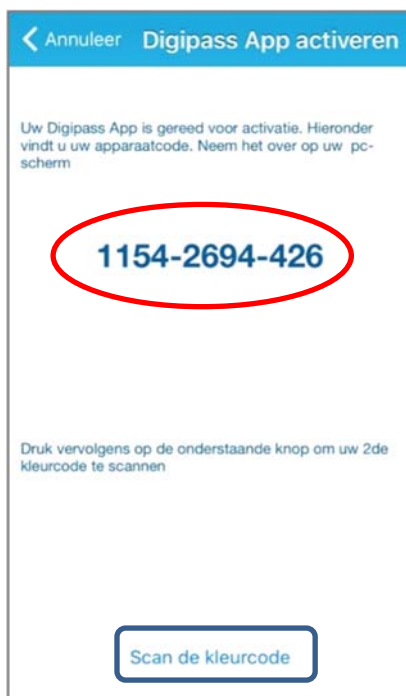 Annuleer Digipass App activeren
Uw Digipass App is gereed voor activatie. Hieronder
vindt u uw apparaatcode. Neem het over op uw pc-
scherm
1154-2694-426
Druk vervolgens op de onderstaande knop om uw 2de
kleurcode te scannen
Scan de kleurcode